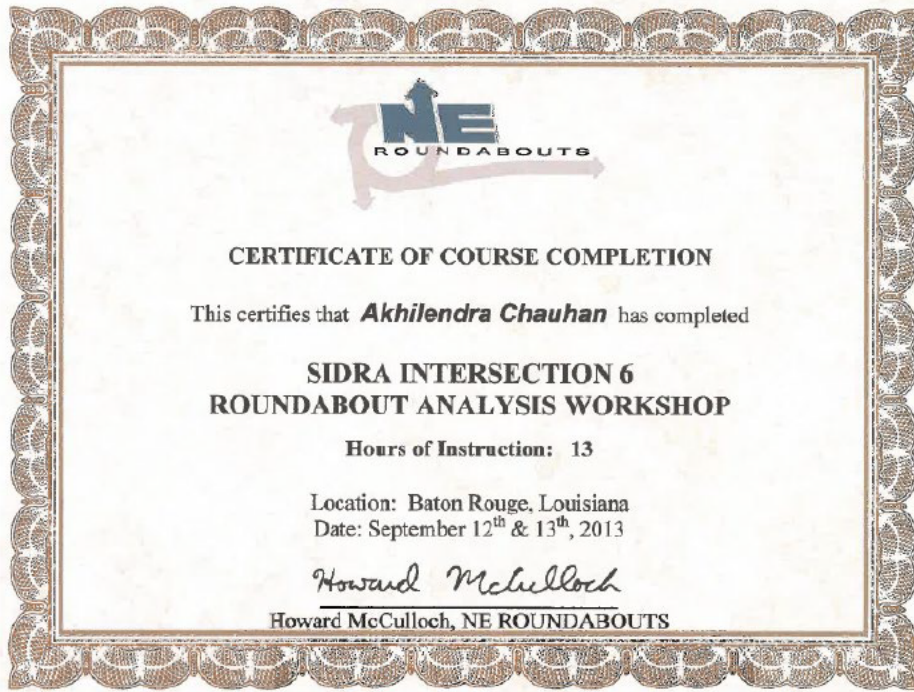 NE
ROUNDABOUTS
CERTIFICATE OF COURSE COMPLETION
This certifies that Akhilendra Chauhan has completed
SIDRA INTERSECTION 6
ROUNDABOUT ANALYSIS WORKSHOP
Hours of Instruction: 13
Location: Baton Rouge, Louisiana
Date: September 12th & 13th, 2013
Howard McCulloch
Howard McCulloch, NE ROUNDABOUTS